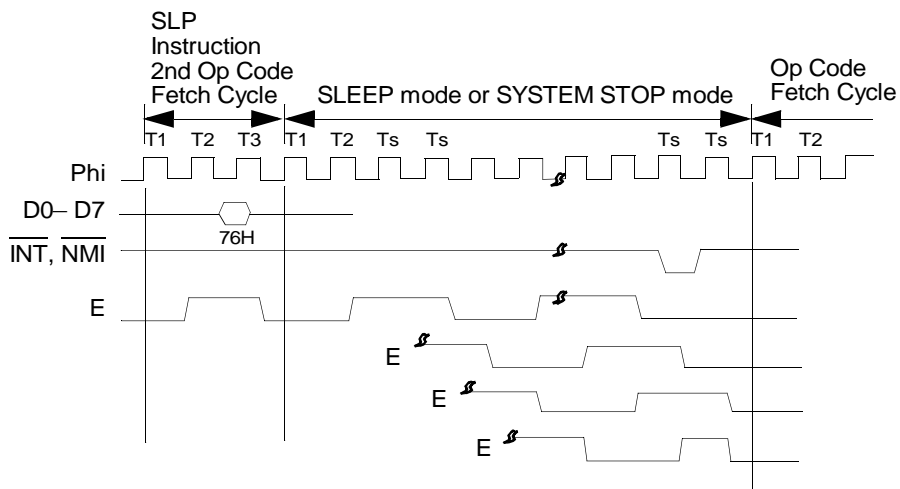 SLP
Instruction
2nd Op Code
Fetch Cycle
SLEEP mode or SYSTEM STOP mode
Op Code
Fetch Cycle
T1 T2 T3 T1 T2 Ts Ts Ts Ts T1 T2
Phi
D0– D7
76H
INT, NMI
E
E
E
E